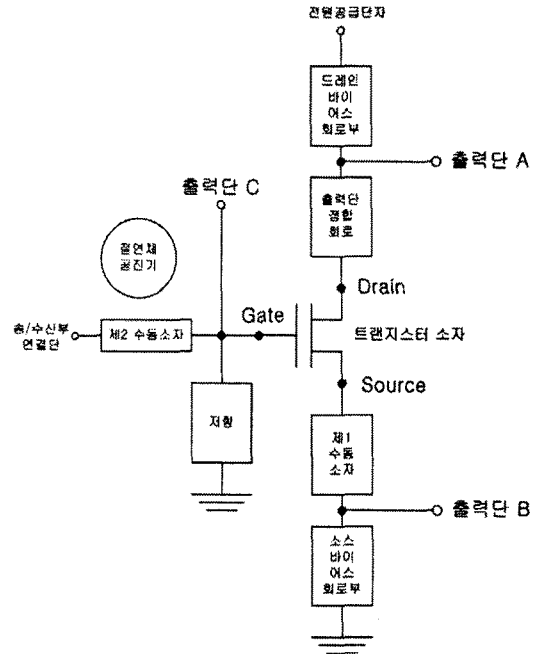 전원공급단자
드레인
바이
어스
회로부
출력단 A
출력단
정합
회로
출력단 C
절연체
공진기
Drain
Gate
송/수신부
연결단
제2 수동소자
트랜지스터 소자
Source
저항
제1
수동
소자
출력단 B
소스
바이
어스
회로부